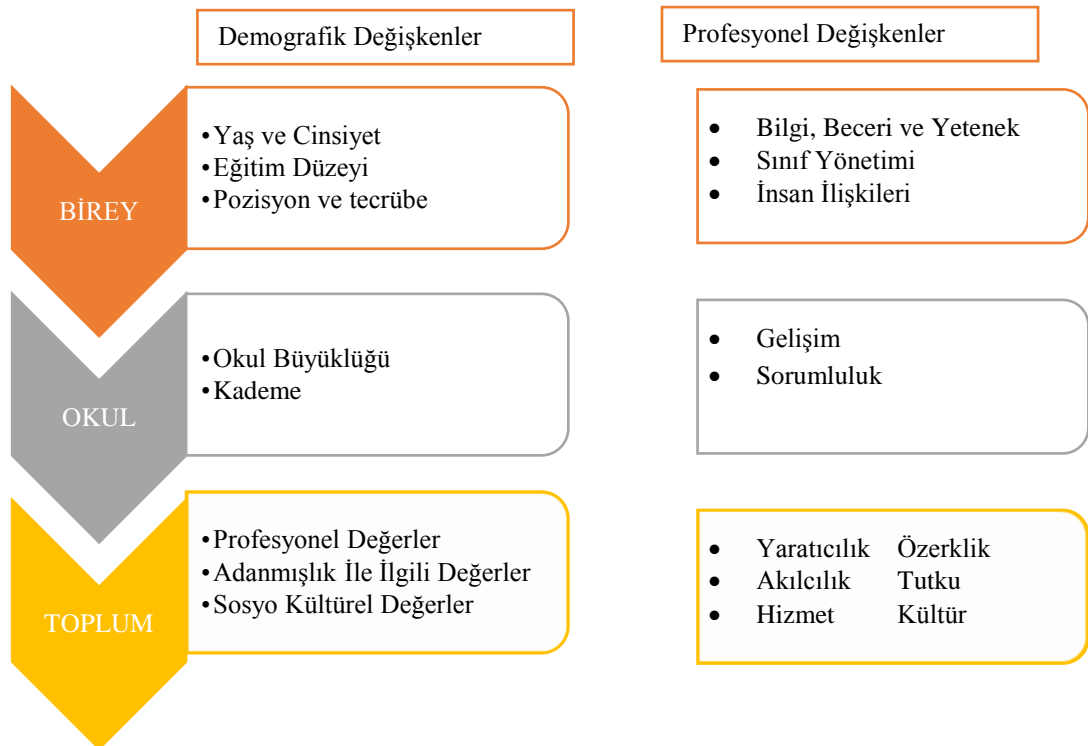 Demografik Değişkenler
Profesyonel Değişkenler
BİREY
•Yaş ve Cinsiyet
•Eğitim Düzeyi
•Pozisyon ve tecrübe
• Bilgi, Beceri ve Yetenek
• Sınıf Yönetimi
• İnsan İlişkileri
OKUL
•Okul Büyüklüğü
•Kademe
• Gelişim
• Sorumluluk
TOPLUM
•Profesyonel Değerler
•Adanmışlık İle İlgili Değerler
•Sosyo Kültürel Değerler
• Yaratıcılık Özerklik
• Akılcılık Tutku
• Hizmet Kültür